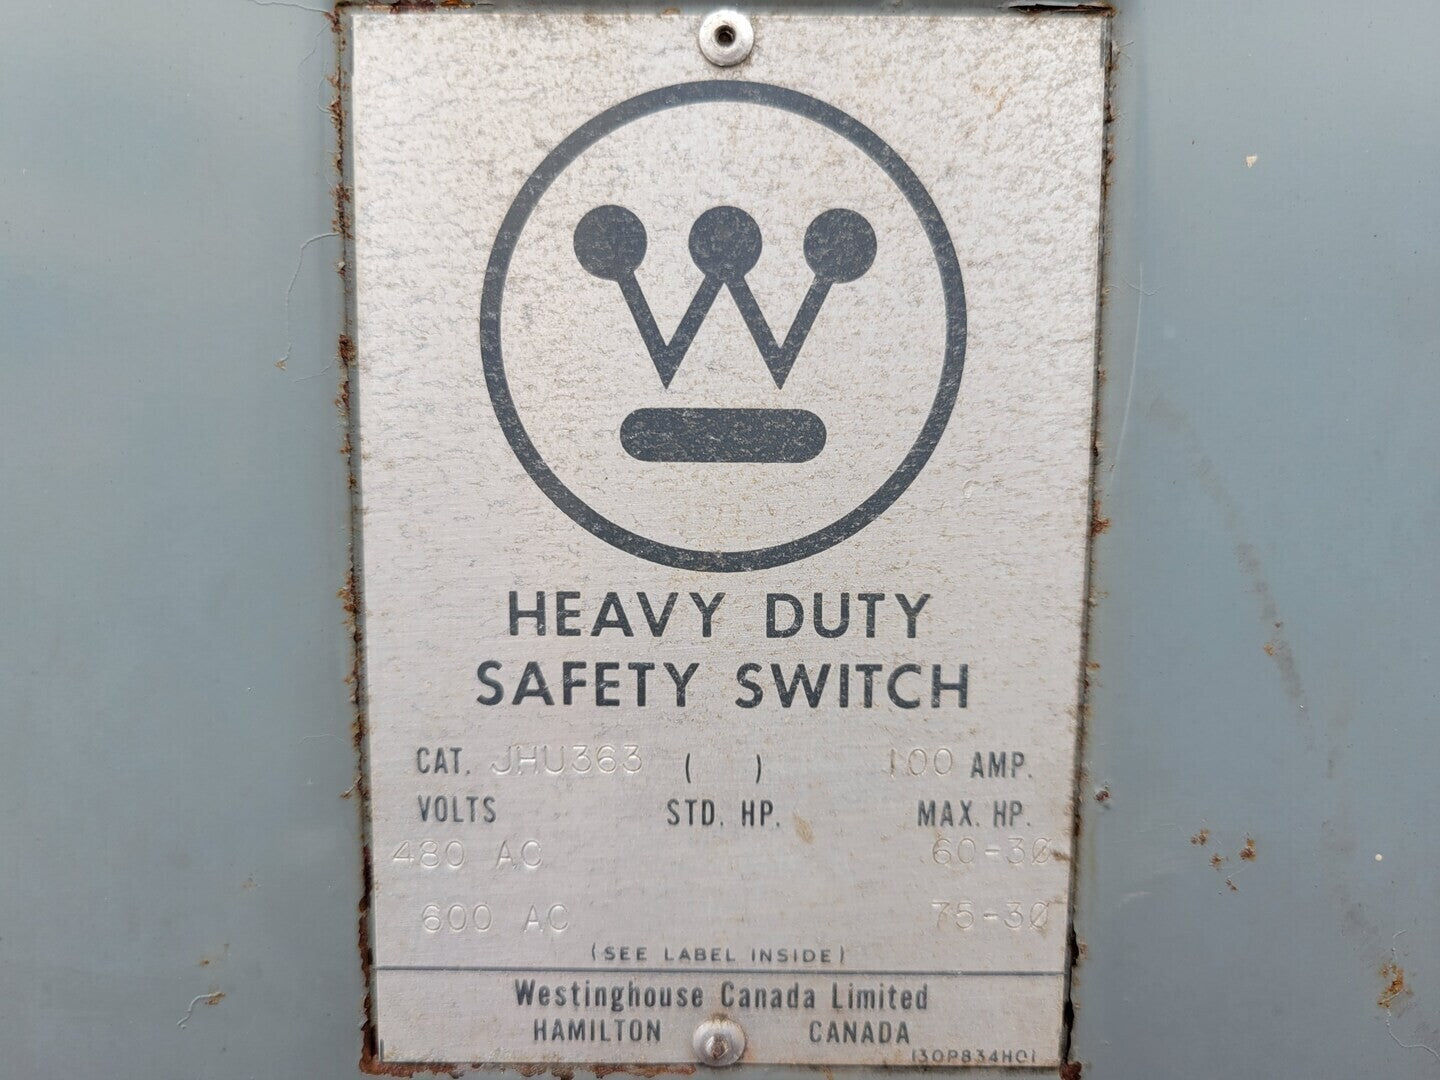 HEAVY DUTY
SAFETY SWITCH
CAT. JHU363 ( ) 100 AMP.
VOLTS STD. HP. MAX. HP.
480 AC 60-3Ø
600 AC 75-3Ø
(SEE LABEL INSIDE)
Westinghouse Canada Limited
HAMILTON CANADA
130P834H01